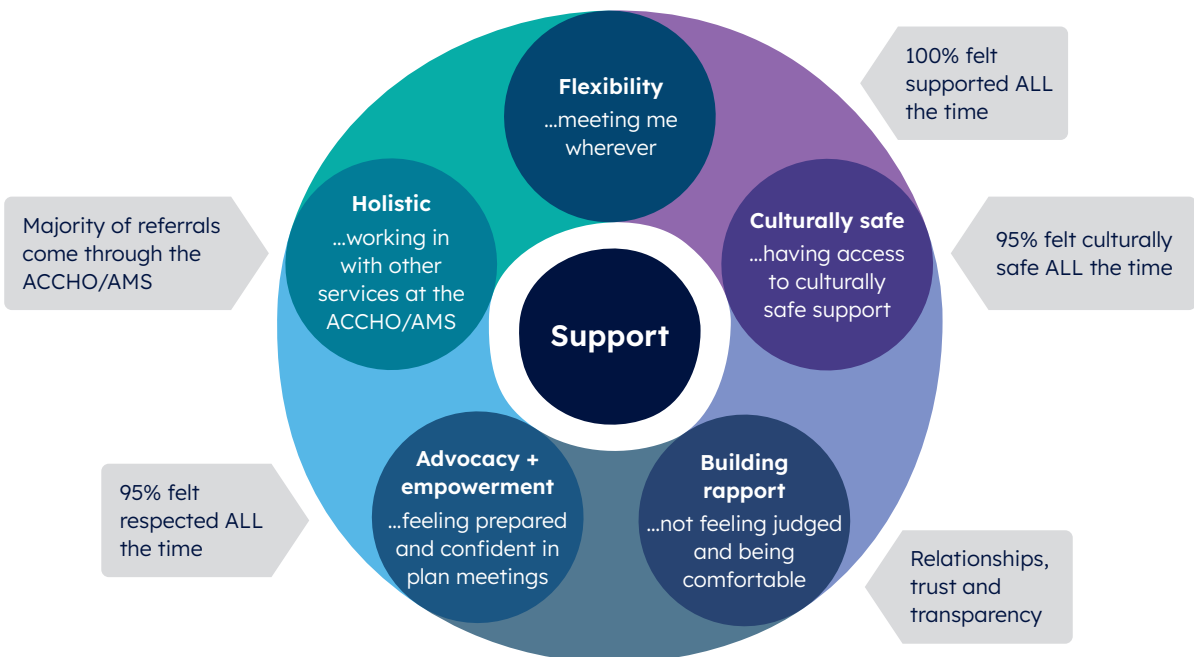 Flexibility
...meeting me
wherever
100% felt
supported ALL
the time
Culturally safe
...having access
to culturally
safe support
95% felt culturally
safe ALL the time
Building
rapport
...not feeling judged
and being
comfortable
Relationships,
trust and
transparency
Advocacy +
empowerment
...feeling prepared
and confident in
plan meetings
95% felt
respected ALL
the time
Holistic
...working in
with other
services at the
ACCHO/AMS
Majority of referrals
come through the
ACCHO/AMS
Support